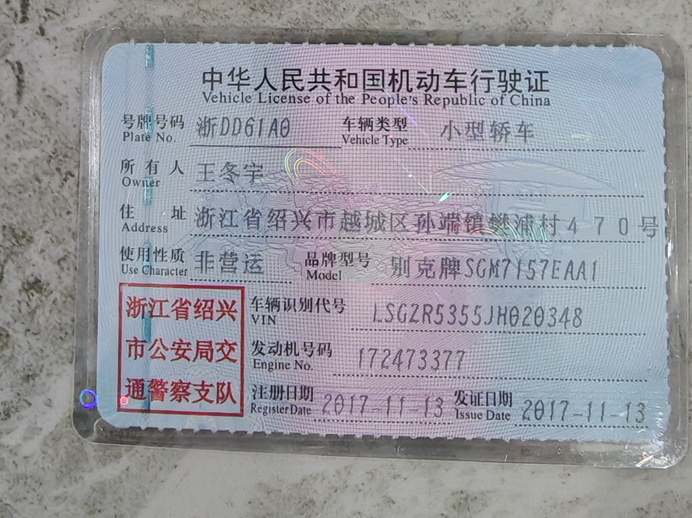 中华人民共和国机动车行驶证
Vehicle License of the People's Republic of China
号牌号码 浙DD61A0 车辆类型 小型轿车
Plate No. Vehicle Type
所有人 王冬宇
Owner
住址 浙江省绍兴市越城区孙端镇樊浦村470号
Address
使用性质 非营运 品牌型号 别克牌SGM7157EAA1
Use Character Model
浙江省绍兴
市公安局交
通警察支队
车辆识别代号 LSGZR5355JH020348
VIN
发动机号码 172473377
Engine No.
注册日期 2017-11-13 发证日期 2017-11-13
Register Date Issue Date